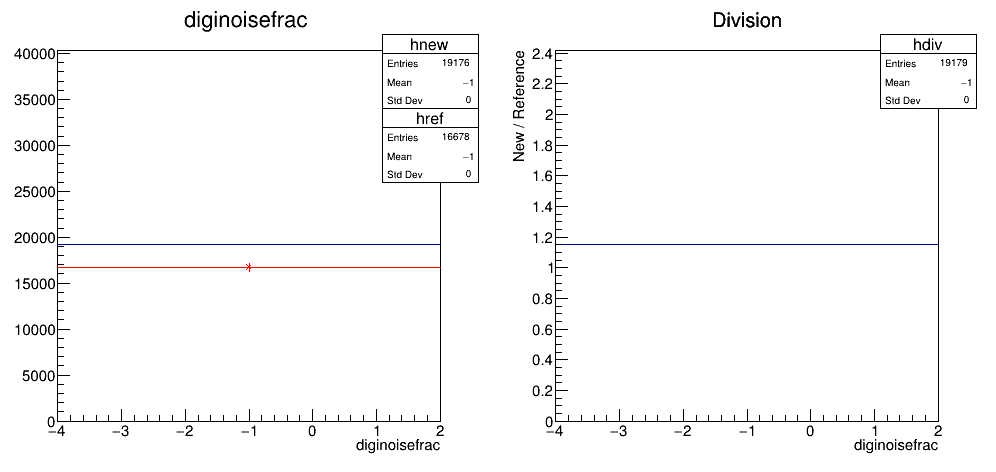 diginoisefrac
hnew
Entries 19176
Mean −1
Std Dev 0
href
Entries 16678
Mean −1
Std Dev 0
40000
35000
30000
25000
20000
15000
10000
5000
0
−4 −3 −2 −1 0 1 2
diginoisefrac
Division
hdiv
Entries 19179
Mean −1
Std Dev 0
New / Reference
2.4
2.2
2
1.8
1.6
1.4
1.2
1
0.8
0.6
0.4
0.2
0
−4 −3 −2 −1 0 1 2
diginoisefrac